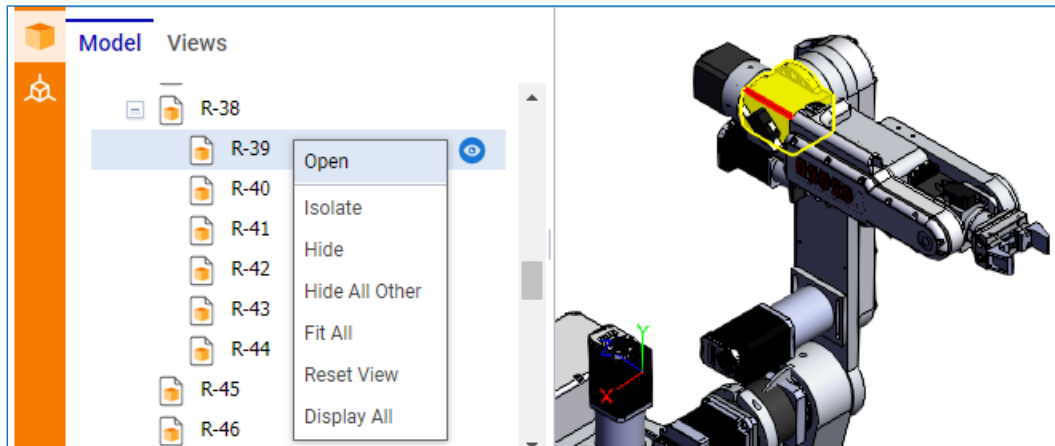 Model Views
R-38
R-39
R-40
R-41
R-42
R-43
R-44
R-45
R-46
Open
Isolate
Hide
Hide All Other
Fit All
Reset View
Display All
Y
X